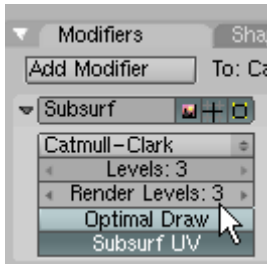 Modifiers Sha
Add Modifier To: Ca
Subsurf
Catmull-Clark
Levels: 3
Render Levels: 3
Optimal Draw
Subsurf UV